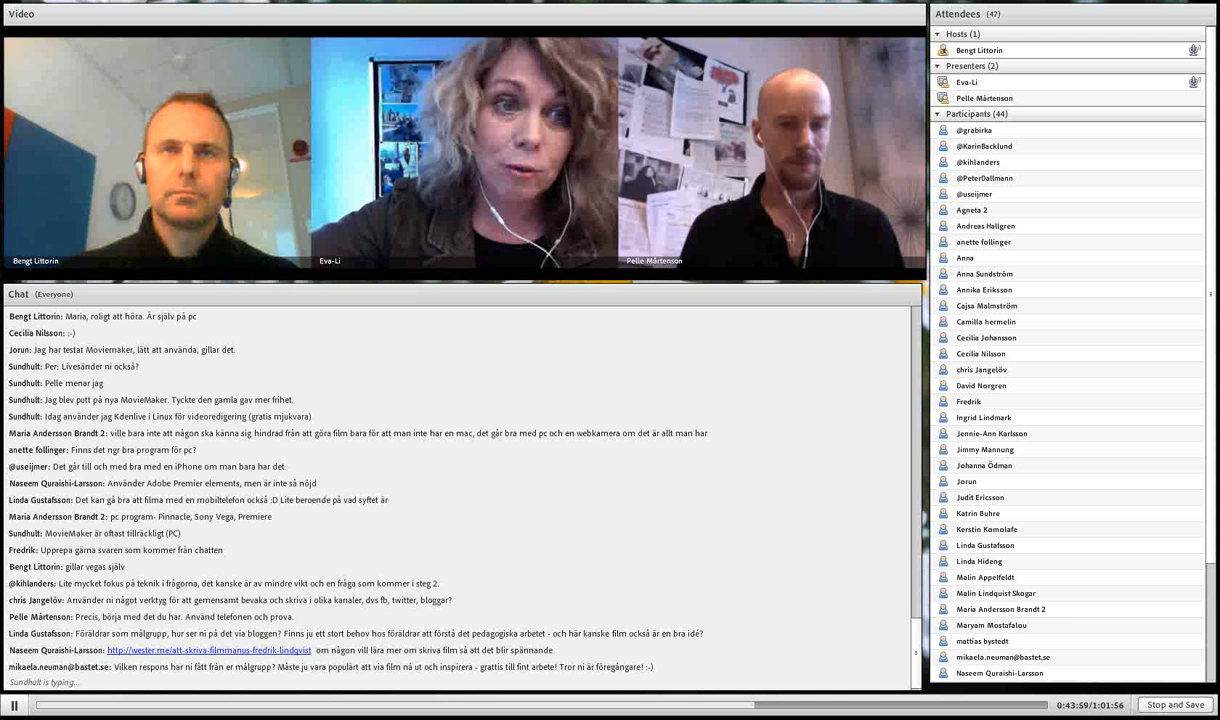 Video
Bengt Littorin
Eva-Li
Pelle Mårtenson
Chat (Everyone)
Bengt Littorin: Maria, roligt att höra. Är själv på pc
Cecilia Nilsson: :-)
Jorun: Jag har testat Moviemaker, lätt att använda, gillar det.
Sundhult: Per: Livesänder ni också?
Sundhult: Pelle menar jag
Sundhult: Jag blev putt på nya MovieMaker. Tyckte den gamla gav mer frihet.
Sundhult: Idag använder jag Kdenlive i Linux för videoredigering (gratis mjukvara)
Maria Andersson Brandt 2: ville bara inte att någon ska känna sig hindrad från att göra film bara för att man inte har en mac, det går bra med pc och en webkamera om det är allt man har
anette follinger: Finns det ngr bra program för pc?
@useijmer: Det går till och med bra med en iPhone om man bara har det.
Naseem Quraishi-Larsson: Använder Adobe Premier elements, men är inte så nöjd
Linda Gustafsson: Det kan gå bra att filma med en mobiltelefon också :D Lite beroende på vad syftet är
Maria Andersson Brandt 2: pc program- Pinnacle, Sony Vega, Premiere
Sundhult: MovieMaker är oftast tillräckligt (PC)
Fredrik: Upprepa gärna svaren som kommer från chatten
Bengt Littorin: gillar vegas själv
@kihlanders: Lite mycket fokus på teknik i frågorna, det kanske är av mindre vikt och en fråga som kommer i steg 2.
chris Jangelöv: Använder ni något verktyg för att gemensamt bevaka och skriva i olika kanaler, dvs fb, twitter, bloggar?
Pelle Mårtenson: Precis, börja med det du har. Använd telefonen och prova.
Linda Gustafsson: Föräldrar som målgrupp, hur ser ni på det via bloggen? Finns ju ett stort behov hos föräldrar att förstå det pedagogiska arbetet - och här kanske film också är en bra idé?
Naseem Quraishi-Larsson: http://wester.me/att-skriva-filmmanus-fredrik-lindqvist om någon vill lära mer om skriva film så att det blir spännande
mikaela.neuman@bastet.se: Vilken respons har ni fått från er målgrupp? Måste ju vara populärt att via film nå ut och inspirera - grattis till fint arbete! Tror ni är föregångare! :-)
Sundhult is typing...
Attendees (47)
Hosts (1)
Bengt Littorin
Presenters (2)
Eva-Li
Pelle Mårtenson
Participants (44)
@grabirka
@KarinBacklund
@kihlanders
@PeterDallmann
@useijmer
Agneta 2
Andreas Hallgren
anette follinger
Anna
Anna Sundström
Annika Eriksson
Cajsa Malmström
Camilla hermelin
Cecilia Johansson
Cecilia Nilsson
chris Jangelöv
David Norgren
Fredrik
Ingrid Lindmark
Jennie-Ann Karlsson
Jimmy Mannung
Johanna Ödman
Jorun
Judit Ericsson
Katrin Buhre
Kerstin Komolafe
Linda Gustafsson
Linda Hideng
Malin Appelfeldt
Malin Lindquist Skogar
Maria Andersson Brandt 2
Maryam Mostafalou
mattias bystedt
mikaela.neuman@bastet.se
Naseem Quraishi-Larsson
0:43:59/1:01:56
Stop and Save